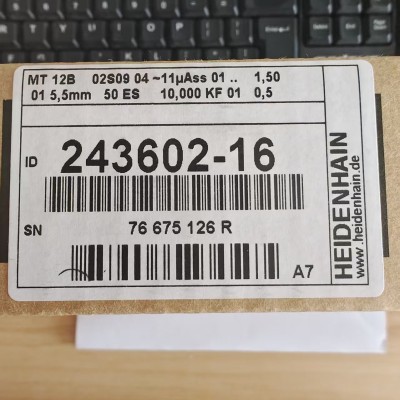 MT 12B 02S09 04 ~11µAss 01 .. 1,50
01 5,5mm 50 ES 10,000 KF 01 0,5
ID 243602-16
SN 76 675 126 R
A7
HEIDENHAIN
www.heidenhain.de